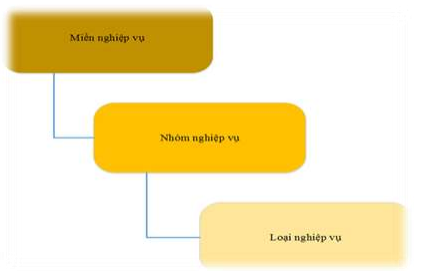 Miền nghiệp vụ
Nhóm nghiệp vụ
Loại nghiệp vụ